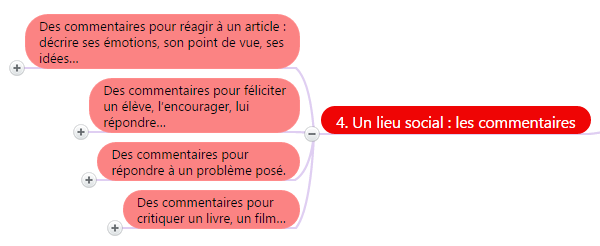 Des commentaires pour réagir à un article :
décrire ses émotions, son point de vue, ses
idées...
Des commentaires pour féliciter
un élève, l'encourager, lui
répondre...
4. Un lieu social : les commentaires
Des commentaires pour
répondre à un problème posé.
Des commentaires pour
critiquer un livre, un film...